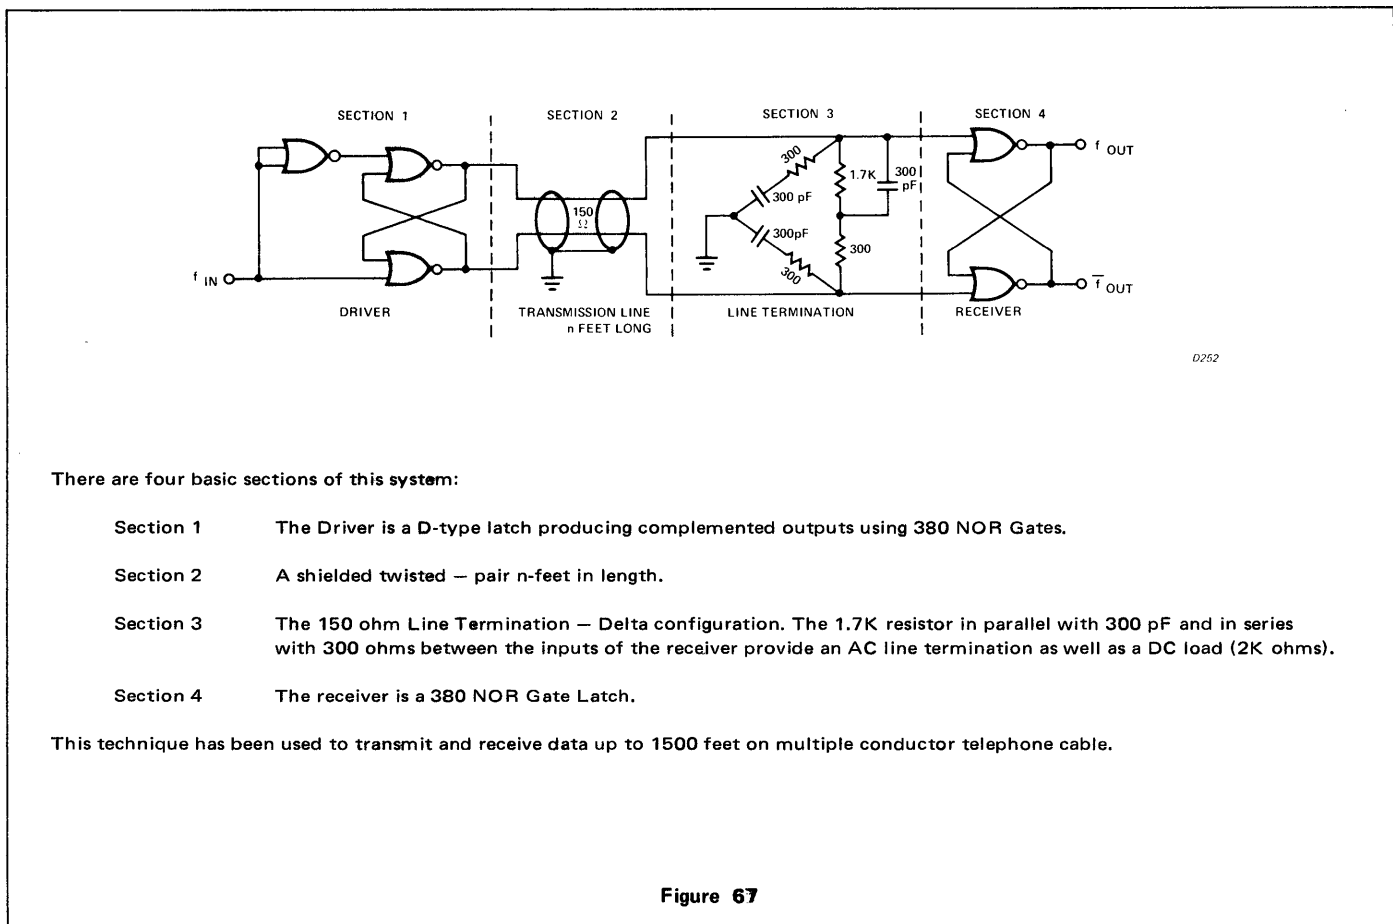 SECTION 1
SECTION 2
SECTION 3
SECTION 4
300
1.7K
300 pF
300 pF
f OUT
150
Ω
300pF
300
300
f IN
f̅ OUT
DRIVER
TRANSMISSION LINE
n FEET LONG
LINE TERMINATION
RECEIVER
D252
There are four basic sections of this system:
Section 1 The Driver is a D-type latch producing complemented outputs using 380 NOR Gates.
Section 2 A shielded twisted – pair n-feet in length.
Section 3 The 150 ohm Line Termination – Delta configuration. The 1.7K resistor in parallel with 300 pF and in series
with 300 ohms between the inputs of the receiver provide an AC line termination as well as a DC load (2K ohms).
Section 4 The receiver is a 380 NOR Gate Latch.
This technique has been used to transmit and receive data up to 1500 feet on multiple conductor telephone cable.
Figure 67